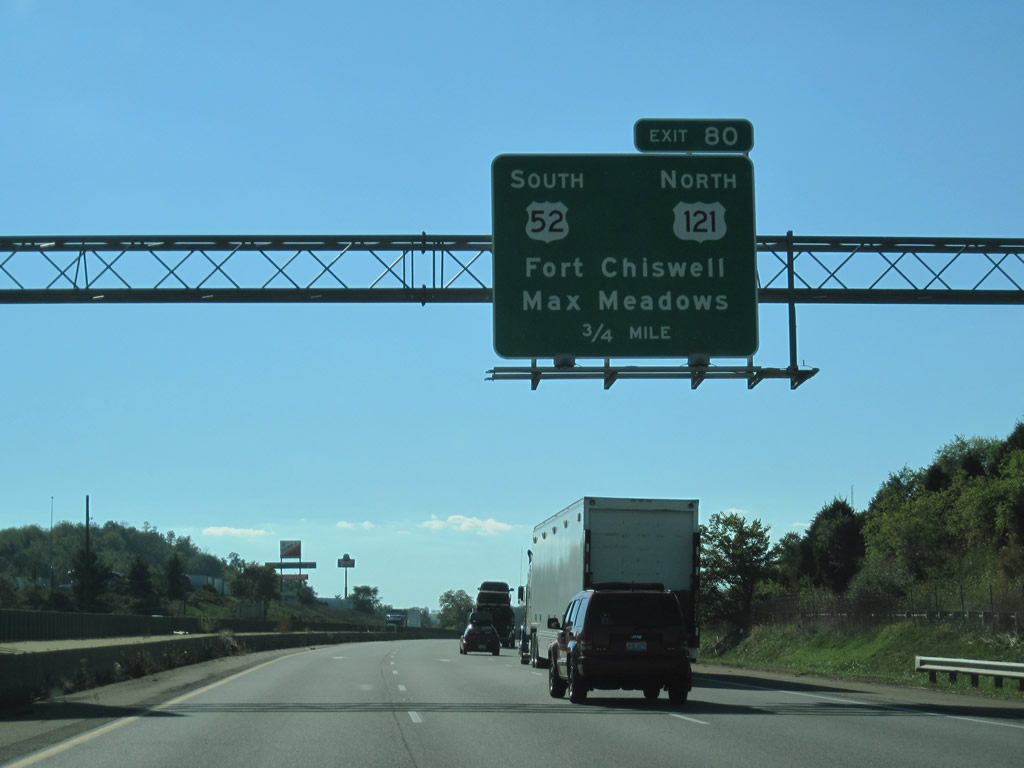 EXIT 80
SOUTH NORTH
52 121
Fort Chiswell
Max Meadows
3/4 MILE